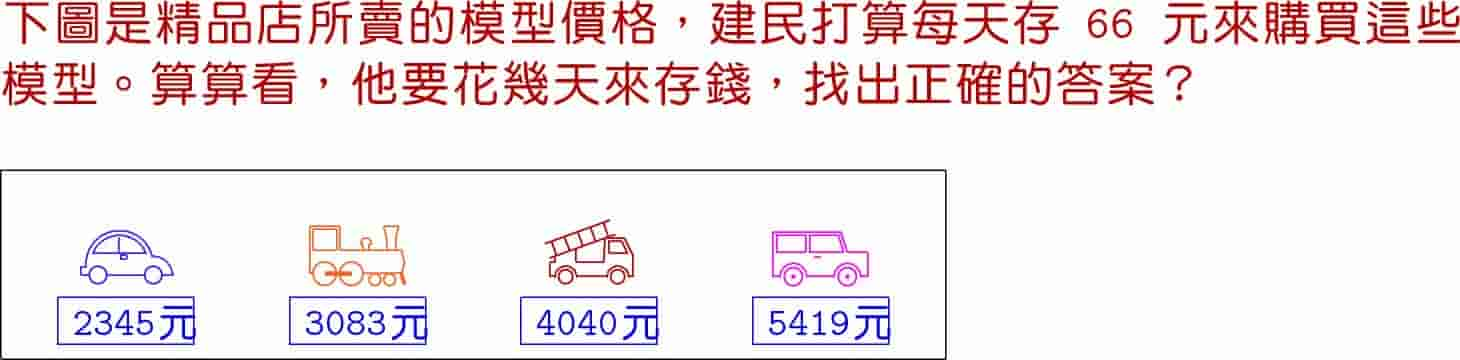 下圖是精品店所賣的模型價格，建民打算每天存 66 元來購買這些
模型。算算看，他要花幾天來存錢，找出正確的答案？
2345元 3083元 4040元 5419元